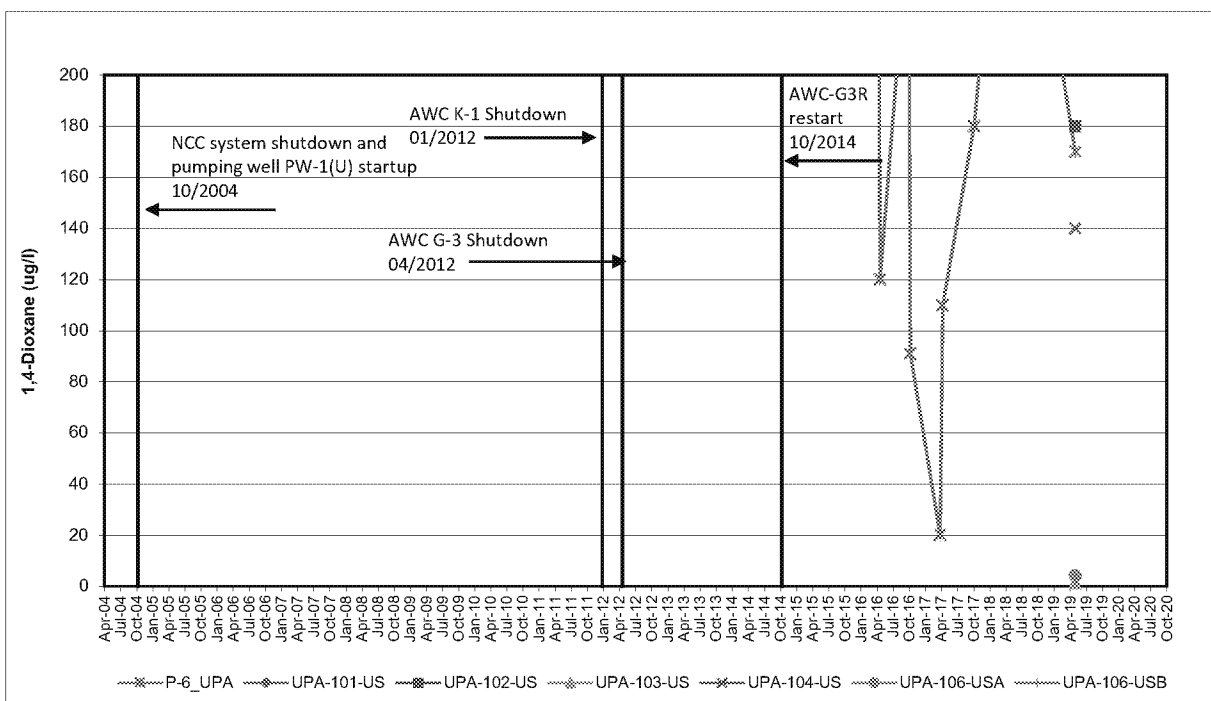 1,4-Dioxane (ug/l)
200
180
160
140
120
100
80
60
40
20
0
NCC system shutdown and
pumping well PW-1(U) startup
10/2004
AWC K-1 Shutdown
01/2012
AWC G-3 Shutdown
04/2012
AWC-G3R
restart
10/2014
Apr-04
Jul-04
Oct-04
Jan-05
Apr-05
Jul-05
Oct-05
Jan-06
Apr-06
Jul-06
Oct-06
Jan-07
Apr-07
Jul-07
Oct-07
Jan-08
Apr-08
Jul-08
Oct-08
Jan-09
Apr-09
Jul-09
Oct-09
Jan-10
Apr-10
Jul-10
Oct-10
Jan-11
Apr-11
Jul-11
Oct-11
Jan-12
Apr-12
Jul-12
Oct-12
Jan-13
Apr-13
Jul-13
Oct-13
Jan-14
Apr-14
Jul-14
Oct-14
Jan-15
Apr-15
Jul-15
Oct-15
Jan-16
Apr-16
Jul-16
Oct-16
Jan-17
Apr-17
Jul-17
Oct-17
Jan-18
Apr-18
Jul-18
Oct-18
Jan-19
Apr-19
Jul-19
Oct-19
Jan-20
Apr-20
Jul-20
Oct-20
P-6_UPA UPA-101-US UPA-102-US UPA-103-US UPA-104-US UPA-106-USA UPA-106-USB